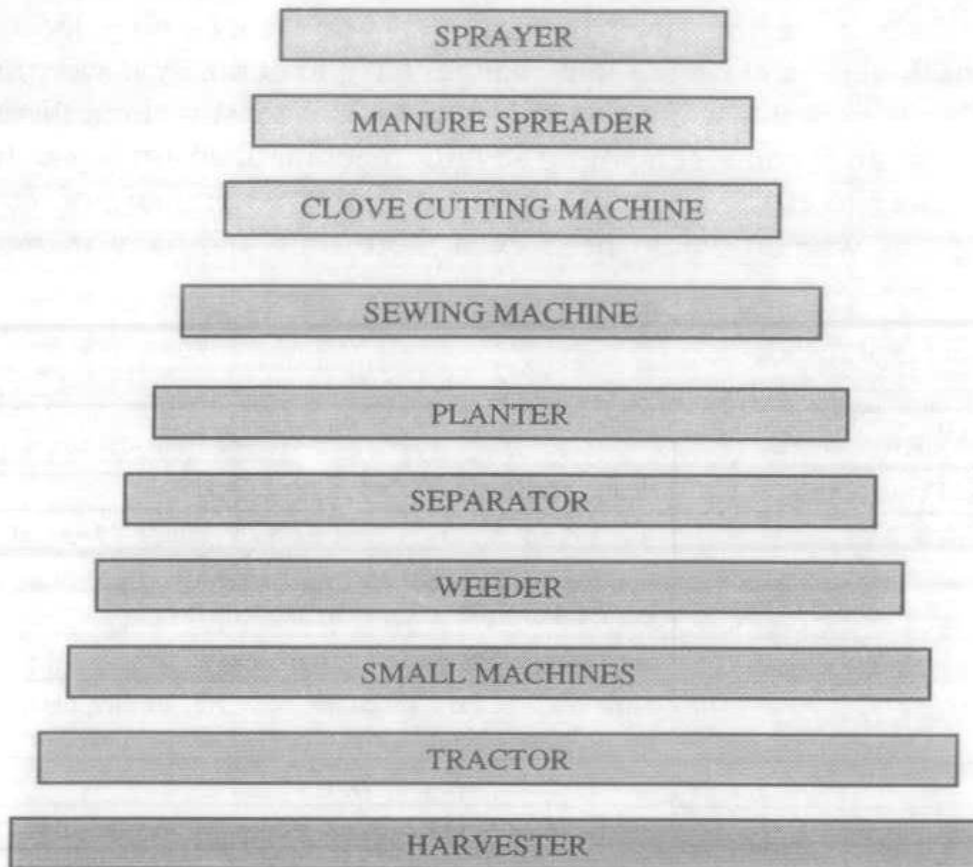 SPRAYER
MANURE SPREADER
CLOVE CUTTING MACHINE
SEWING MACHINE
PLANTER
SEPARATOR
WEEDER
SMALL MACHINES
TRACTOR
HARVESTER